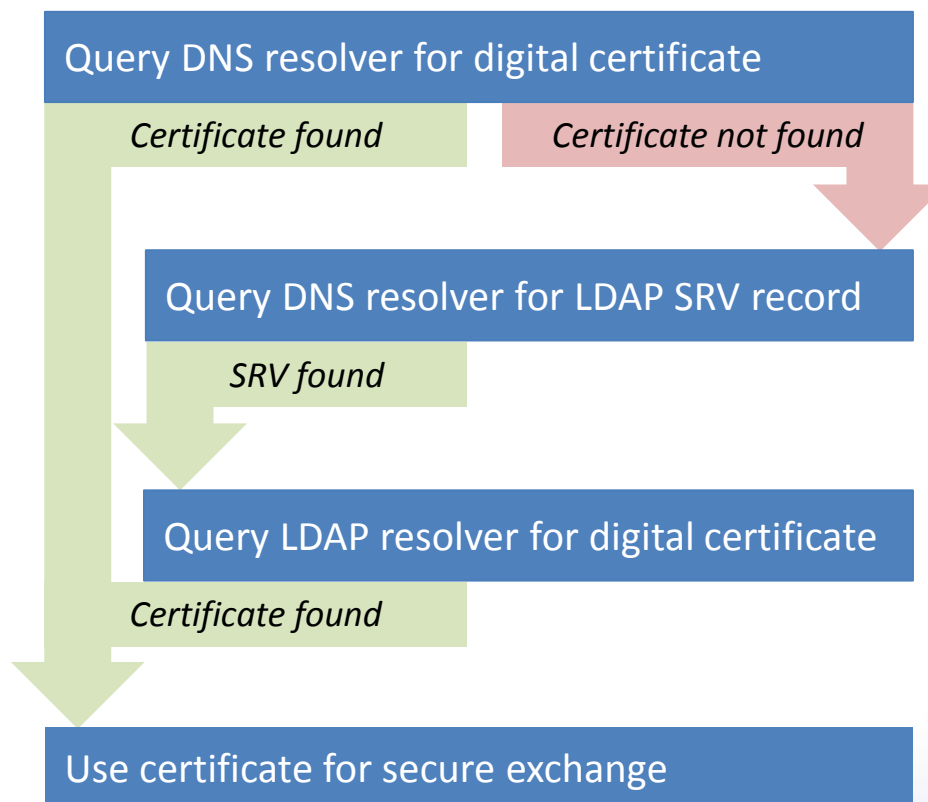 Query DNS resolver for digital certificate
Certificate found
Certificate not found
Query DNS resolver for LDAP SRV record
SRV found
Query LDAP resolver for digital certificate
Certificate found
Use certificate for secure exchange